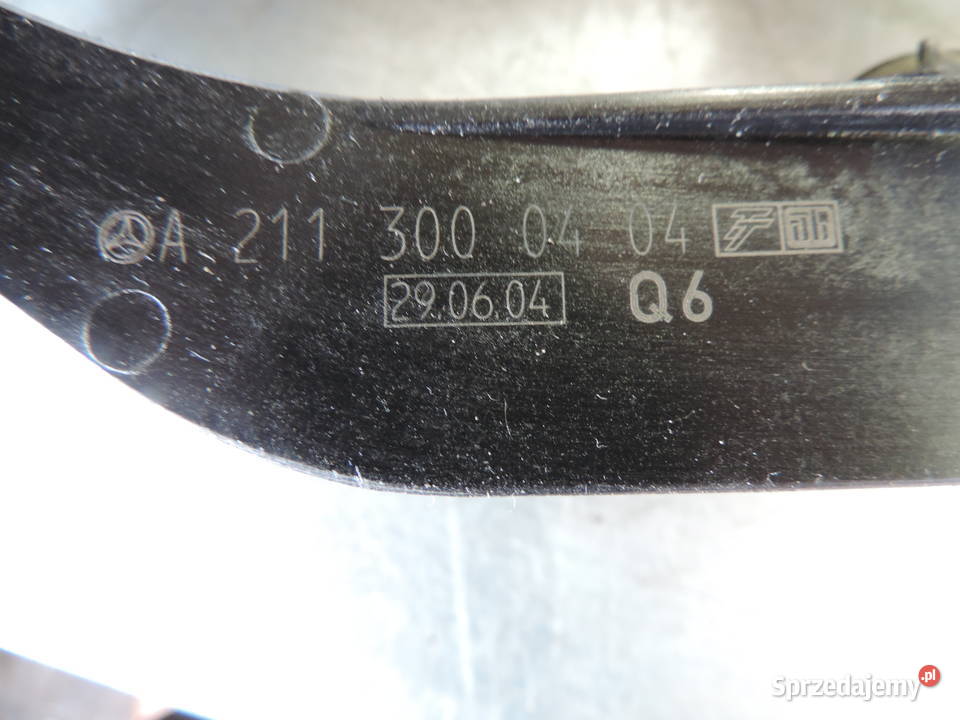 A 211 300 04 04
29.06.04 Q6
Sprzedajemy.pl